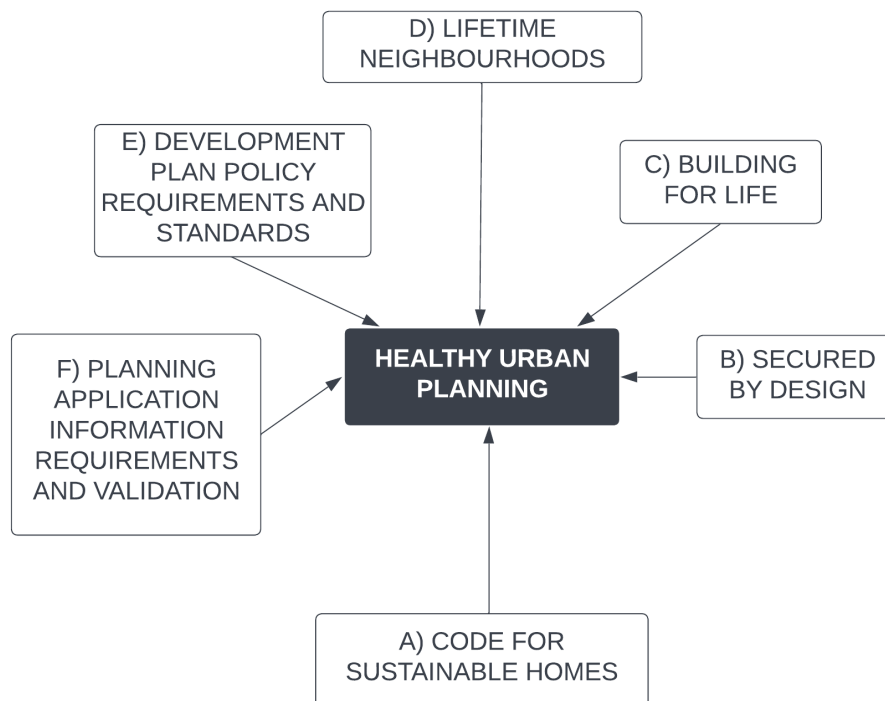 D) LIFETIME
NEIGHBOURHOODS
E) DEVELOPMENT
PLAN POLICY
REQUIREMENTS AND
STANDARDS
C) BUILDING
FOR LIFE
HEALTHY URBAN
PLANNING
B) SECURED
BY DESIGN
F) PLANNING
APPLICATION
INFORMATION
REQUIREMENTS
AND VALIDATION
A) CODE FOR
SUSTAINABLE HOMES